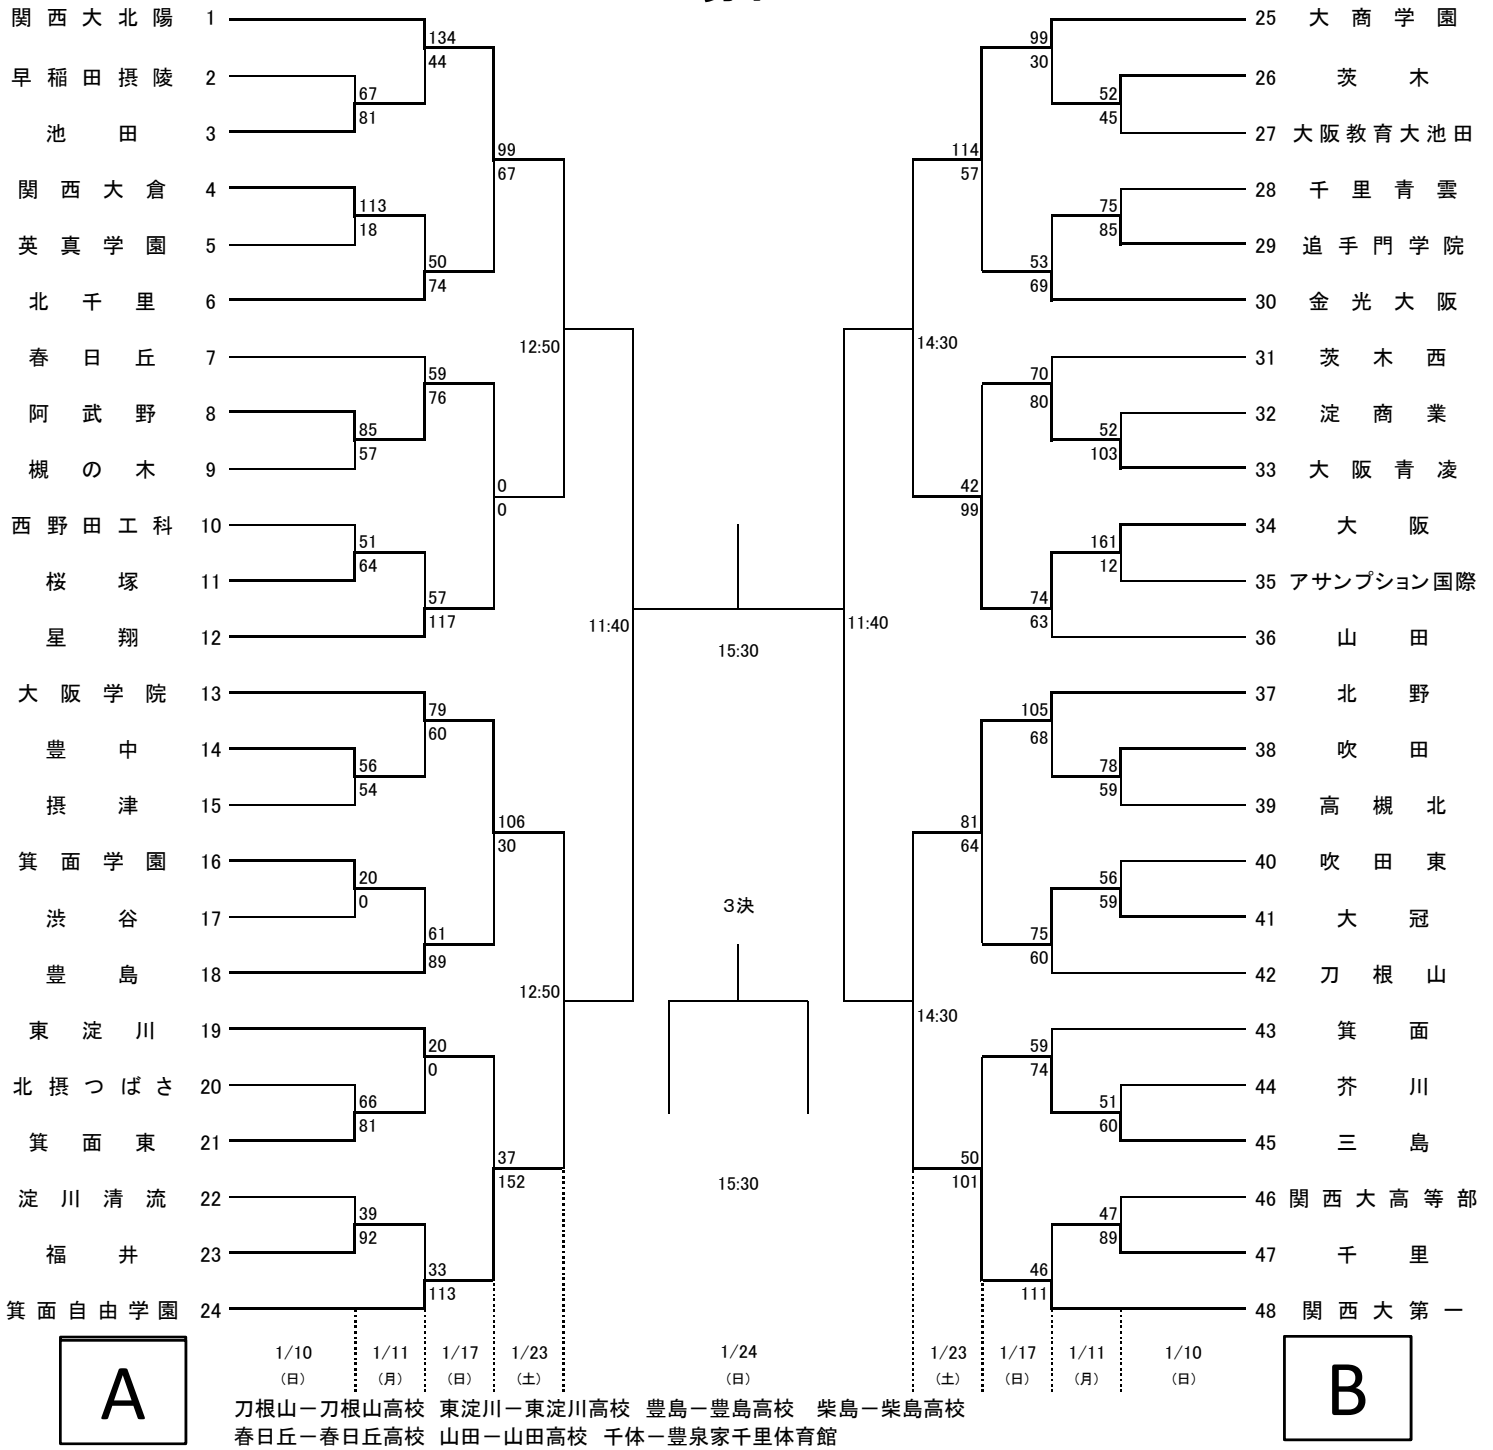 関西大北陽 1
早稲田摂陵 2
池田 3
関西大倉 4
英真学園 5
北千里 6
春日丘 7
阿武野 8
槻の木 9
西野田工科 10
桜塚 11
星翔 12
大阪学院 13
豊中 14
摂津 15
箕面学園 16
渋谷 17
豊島 18
東淀川 19
北摂つばさ 20
箕面東 21
淀川清流 22
福井 23
箕面自由学園 24
67
81
113
18
85
57
51
64
56
54
20
0
66
81
39
92
134
44
50
74
59
76
57
117
79
60
61
89
20
0
33
113
99
67
0
0
106
30
37
152
12:50
12:50
11:40
15:30
3決
15:30
11:40
14:30
14:30
114
57
42
99
81
64
50
101
99
30
53
69
70
80
74
63
105
68
75
60
59
74
46
111
52
45
75
85
52
103
161
12
78
59
56
59
51
60
47
89
25 大商学園
26 茨木
27 大阪教育大池田
28 千里青雲
29 追手門学院
30 金光大阪
31 茨木西
32 淀商業
33 大阪青凌
34 大阪
35 アサンプション国際
36 山田
37 北野
38 吹田
39 高槻北
40 吹田東
41 大冠
42 刀根山
43 箕面
44 芥川
45 三島
46 関西大高等部
47 千里
48 関西大第一
1/10 1/11 1/17 1/23 1/24 1/23 1/17 1/11 1/10
(日) (月) (日) (土) (日) (土) (日) (月) (日)
A
B
刀根山－刀根山高校 東淀川－東淀川高校 豊島－豊島高校 柴島－柴島高校
春日丘－春日丘高校 山田－山田高校 千体－豊泉家千里体育館